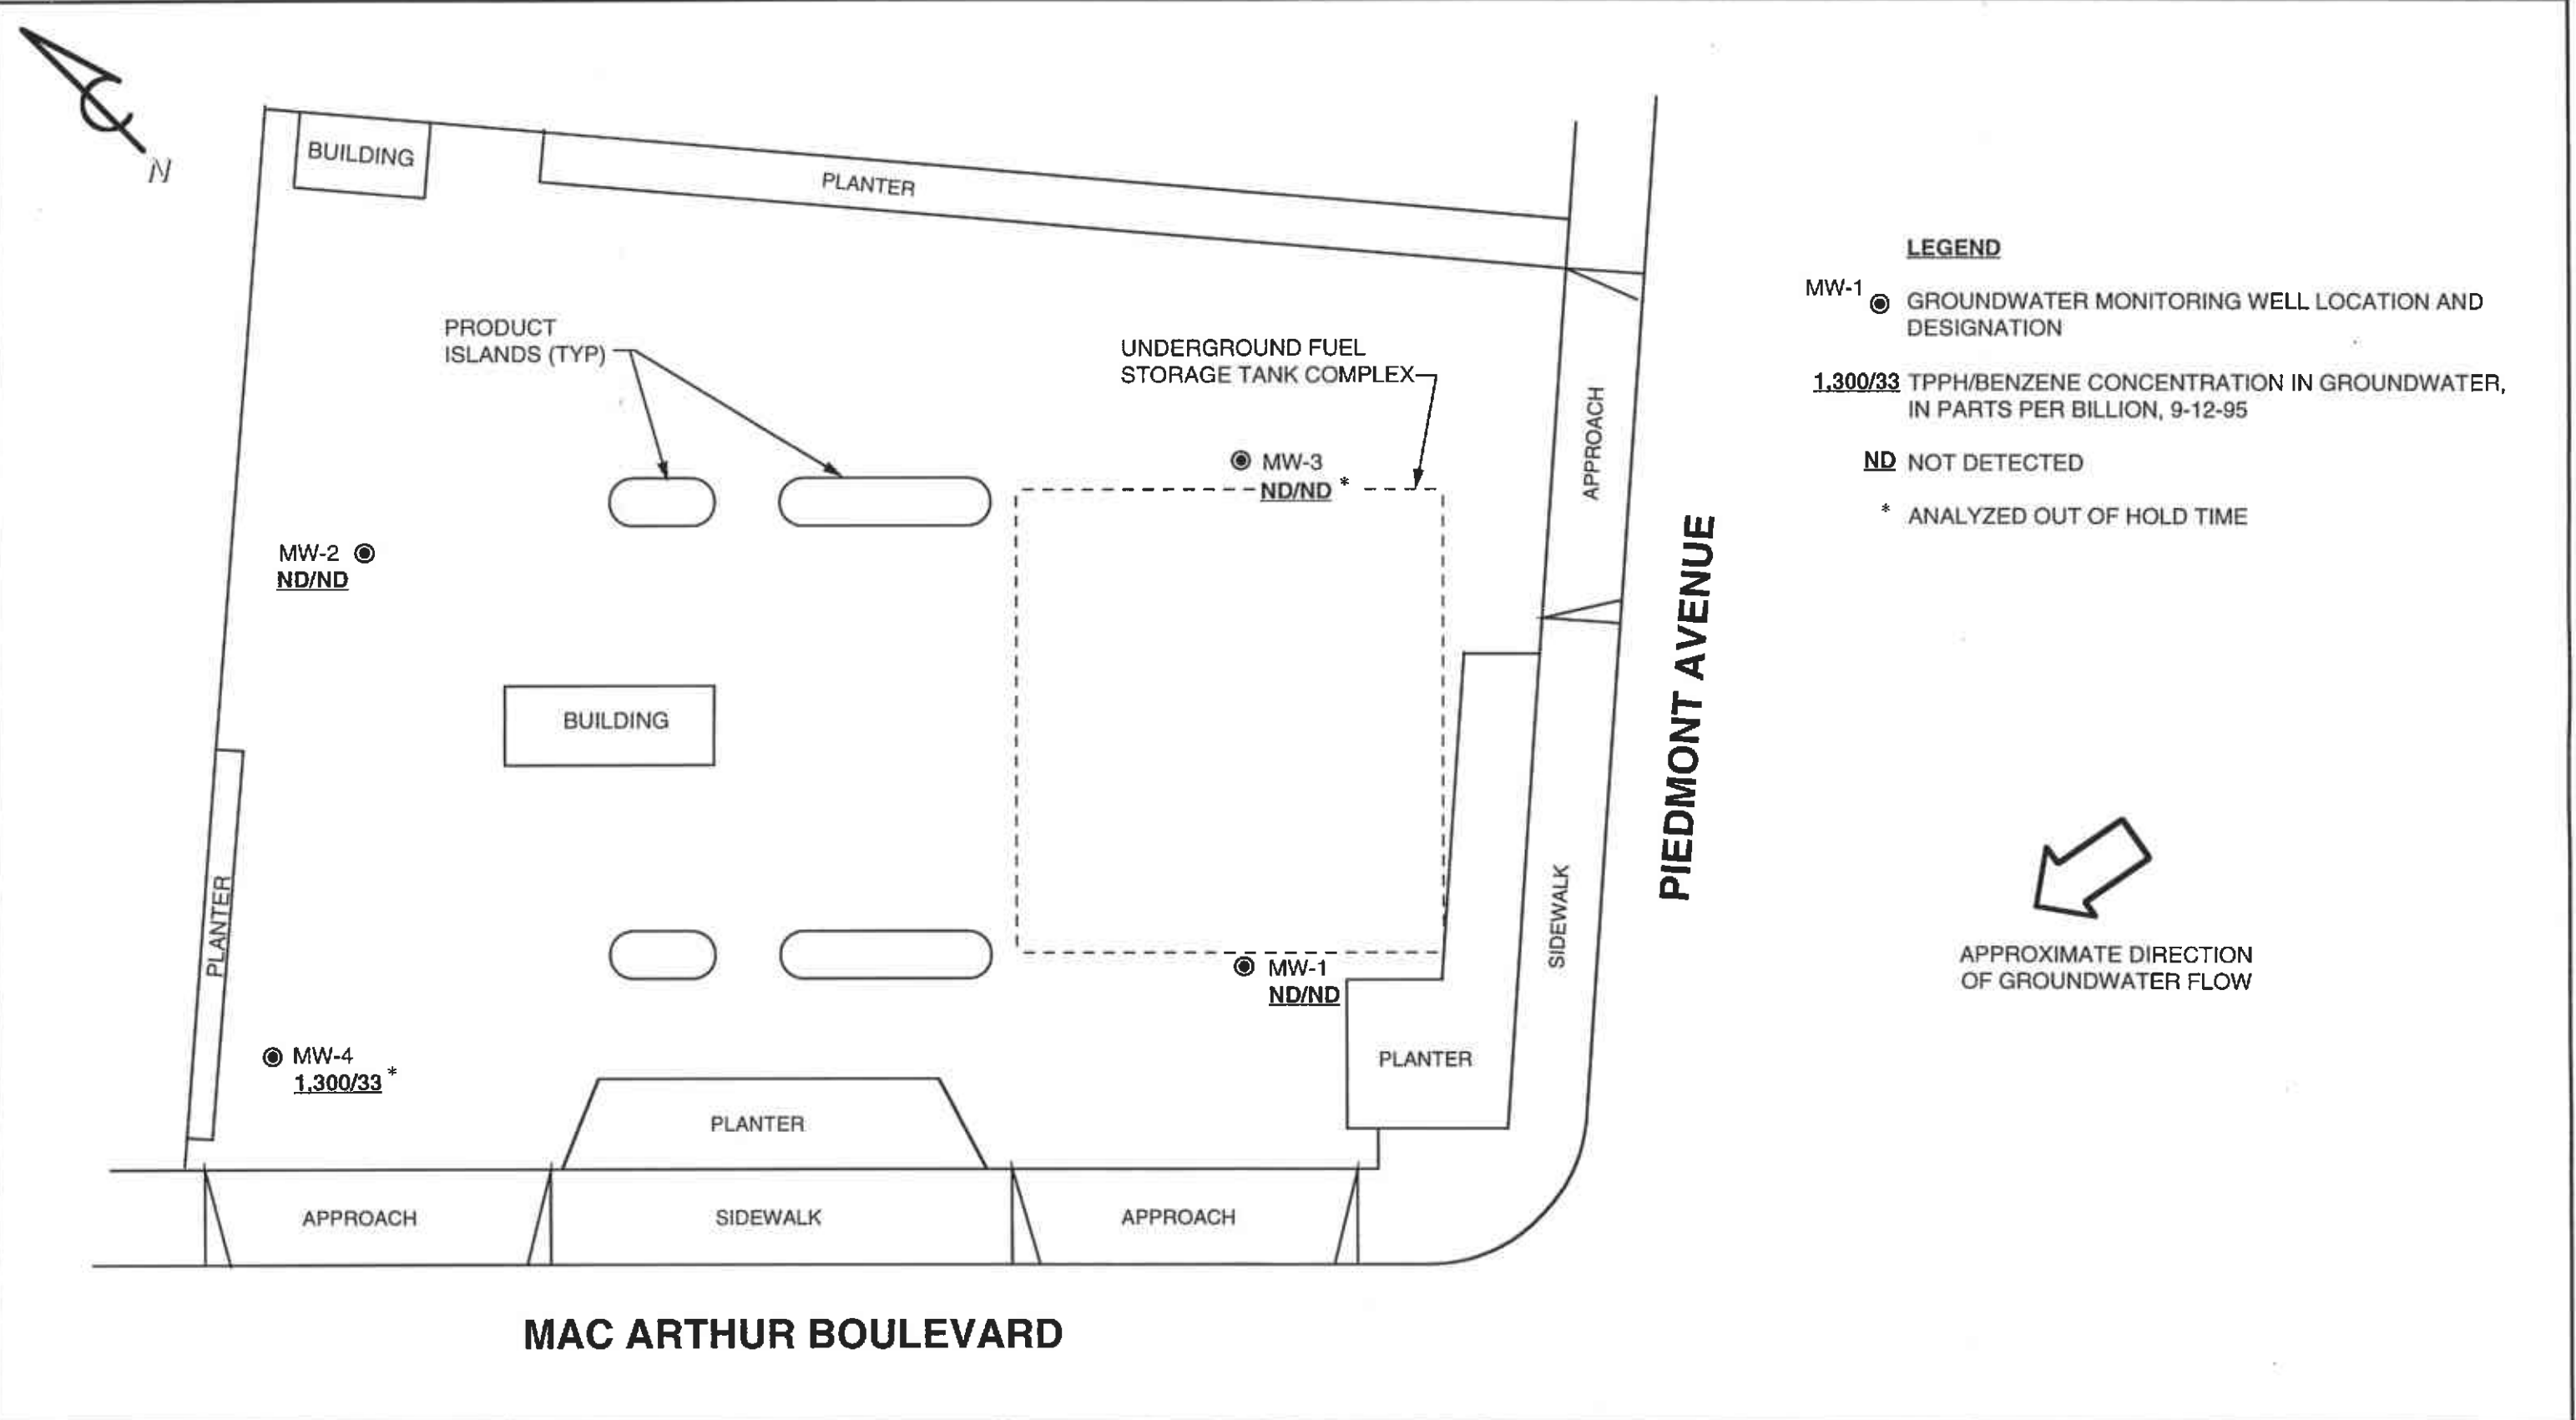 N
BUILDING
PLANTER
PRODUCT
ISLANDS (TYP)
UNDERGROUND FUEL
STORAGE TANK COMPLEX
MW-3
ND/ND *
MW-2
ND/ND
BUILDING
PLANTER
MW-1
ND/ND
MW-4
1,300/33 *
PLANTER
PLANTER
APPROACH
SIDEWALK
APPROACH
APPROACH
SIDEWALK
PIEDMONT AVENUE
MAC ARTHUR BOULEVARD
LEGEND
MW-1 GROUNDWATER MONITORING WELL LOCATION AND
DESIGNATION
1,300/33 TPPH/BENZENE CONCENTRATION IN GROUNDWATER,
IN PARTS PER BILLION, 9-12-95
ND NOT DETECTED
* ANALYZED OUT OF HOLD TIME
APPROXIMATE DIRECTION
OF GROUNDWATER FLOW